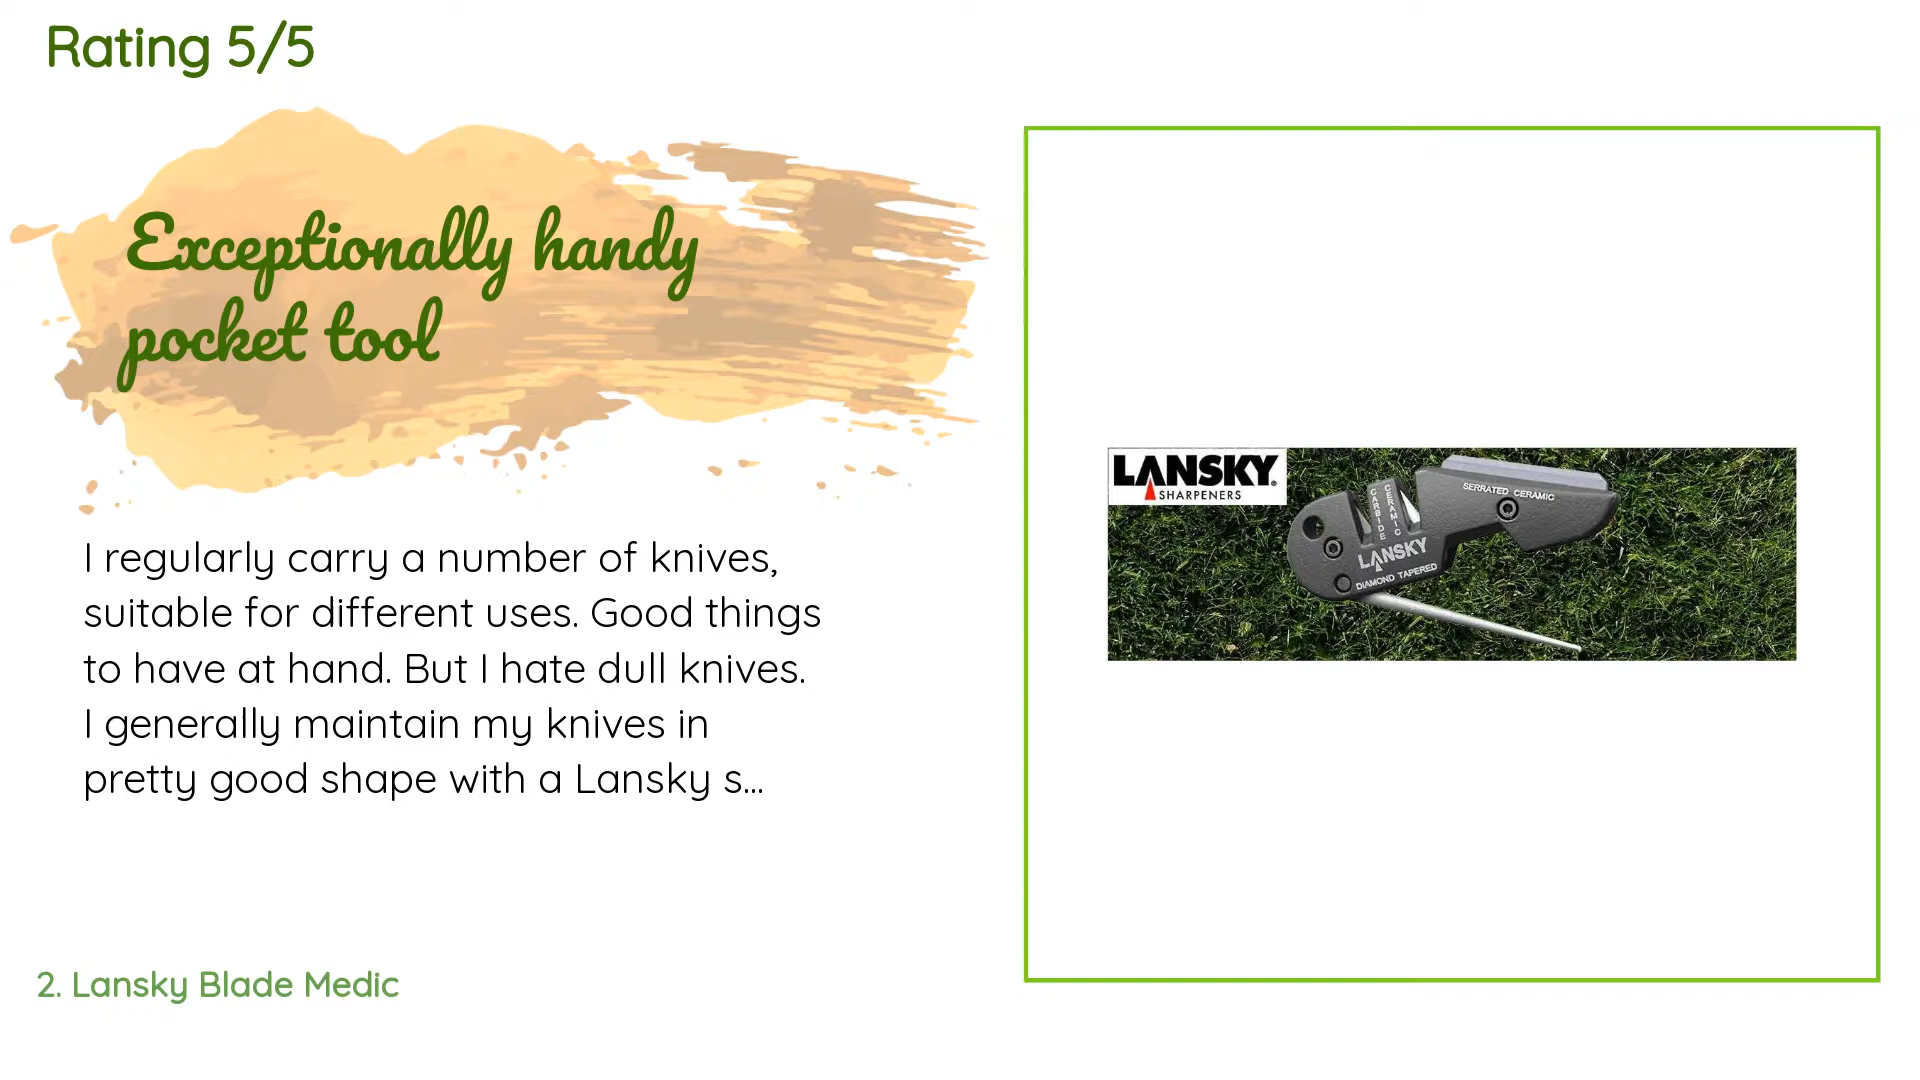 Rating 5/5
Exceptionally handy
pocket tool
I regularly carry a number of knives,
suitable for different uses. Good things
to have at hand. But I hate dull knives.
I generally maintain my knives in
pretty good shape with a Lansky s...
2. Lansky Blade Medic
LANSKY®
SHARPENERS
CARBIDE
CERAMIC
SERRATED CERAMIC
LANSKY
DIAMOND TAPERED